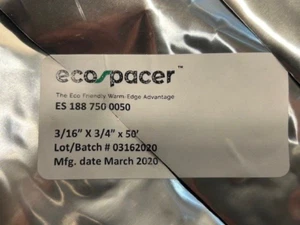 ecospacer™
The Eco Friendly Warm-Edge Advantage
ES 188 750 0050
3/16" X 3/4" x 50'
Lot/Batch # 03162020
Mfg. date March 2020